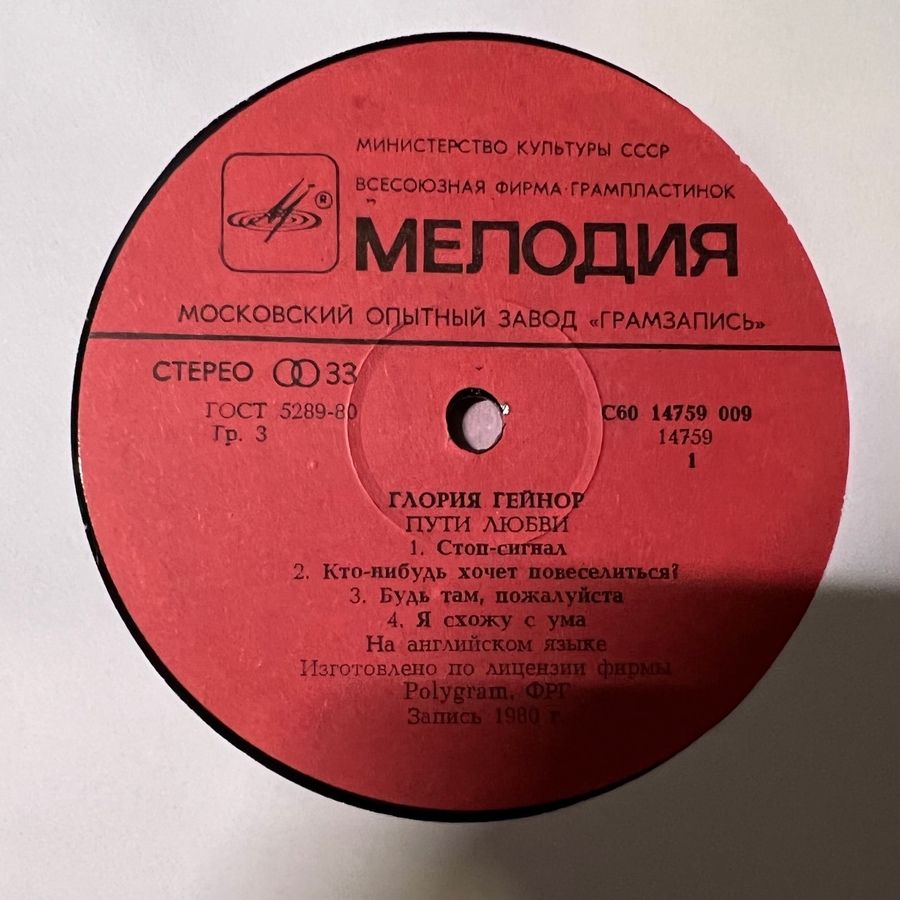 МИНИСТЕРСТВО КУЛЬТУРЫ СССР
ВСЕСОЮЗНАЯ ФИРМА·ГРАМПЛАСТИНОК
®
МЕЛОДИЯ
МОСКОВСКИЙ ОПЫТНЫЙ ЗАВОД «ГРАМЗАПИСЬ»
СТЕРЕО 33
ГОСТ 5289-80
Гр. 3
С60 14759 009
14759
1
ГЛОРИЯ ГЕЙНОР
ПУТИ ЛЮБВИ
1. Стоп-сигнал
2. Кто-нибудь хочет повеселиться?
3. Будь там, пожалуйста
4. Я схожу с ума
На английском языке
Изготовлено по лицензии фирмы
Polygram, ФРГ
Запись 1980 г.